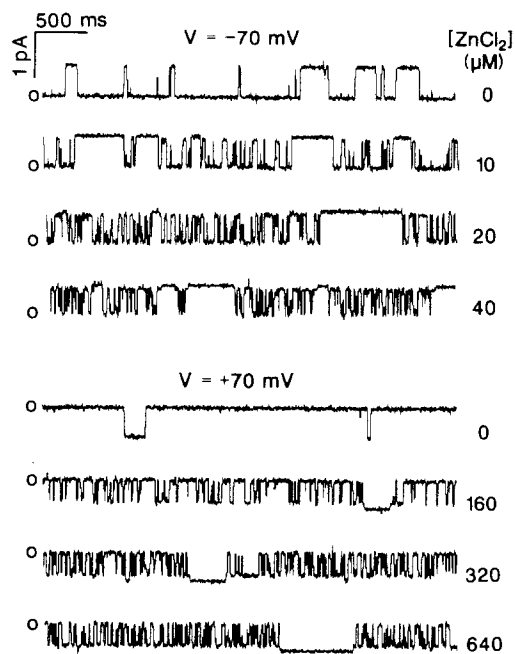 500 ms
1 pA
V = -70 mV
[ZnCl₂]
(μM)
O 0
O 10
O 20
O 40
V = +70 mV
O 0
O 160
O 320
O 640